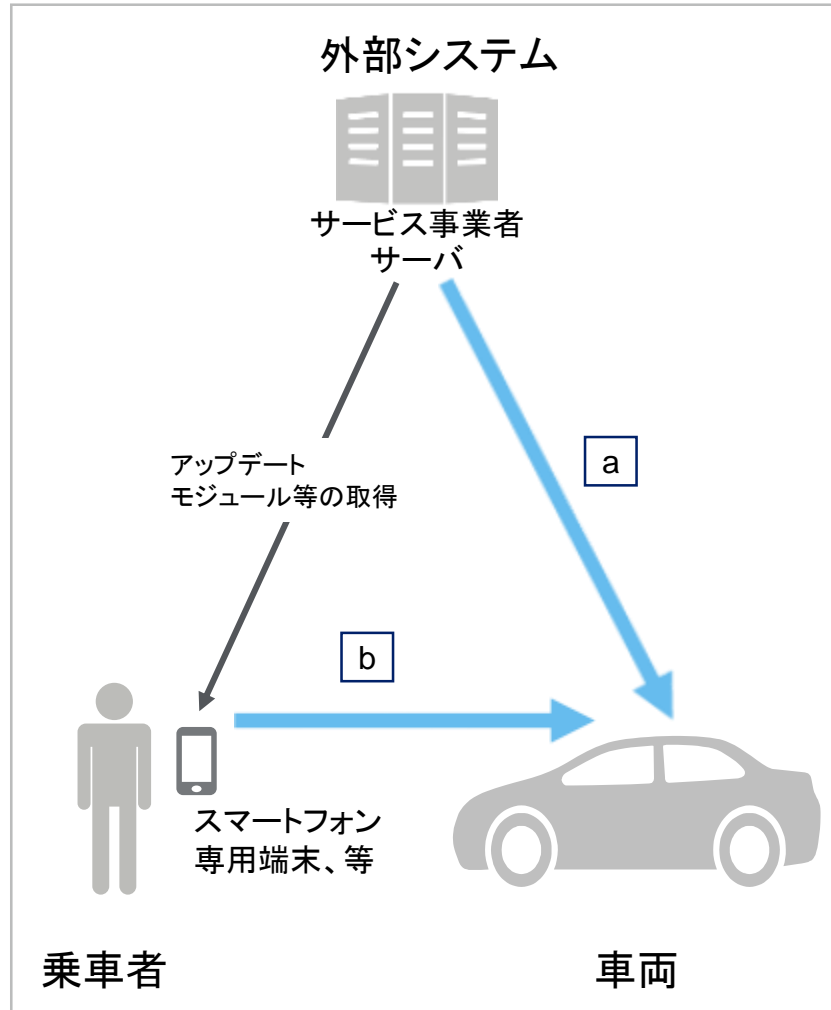 外部システム
サービス事業者
サーバ
アップデート
モジュール等の取得
a
b
スマートフォン
専用端末、等
乗車者
車両